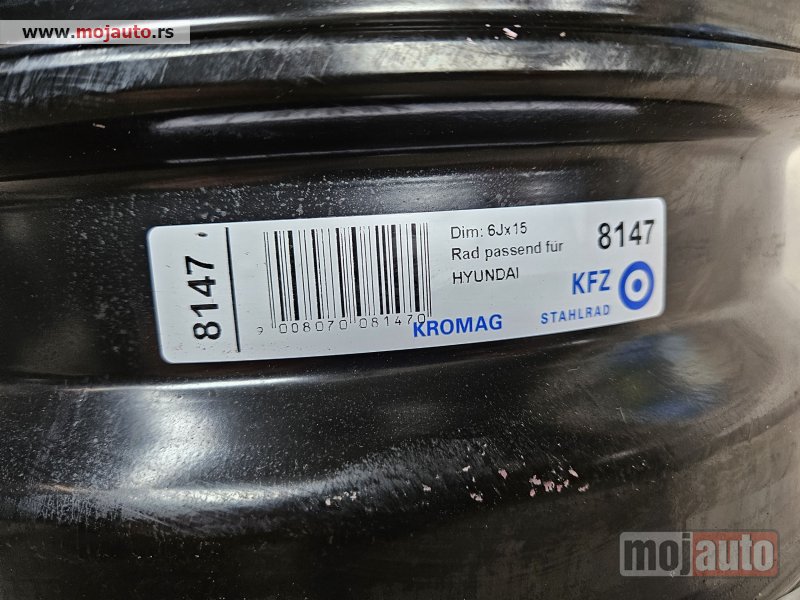 www.mojauto.rs
8147
Dim: 6Jx15
Rad passend für
HYUNDAI
8147
KFZ
STAHLRAD
9 008070 081470
KROMAG
mojauto